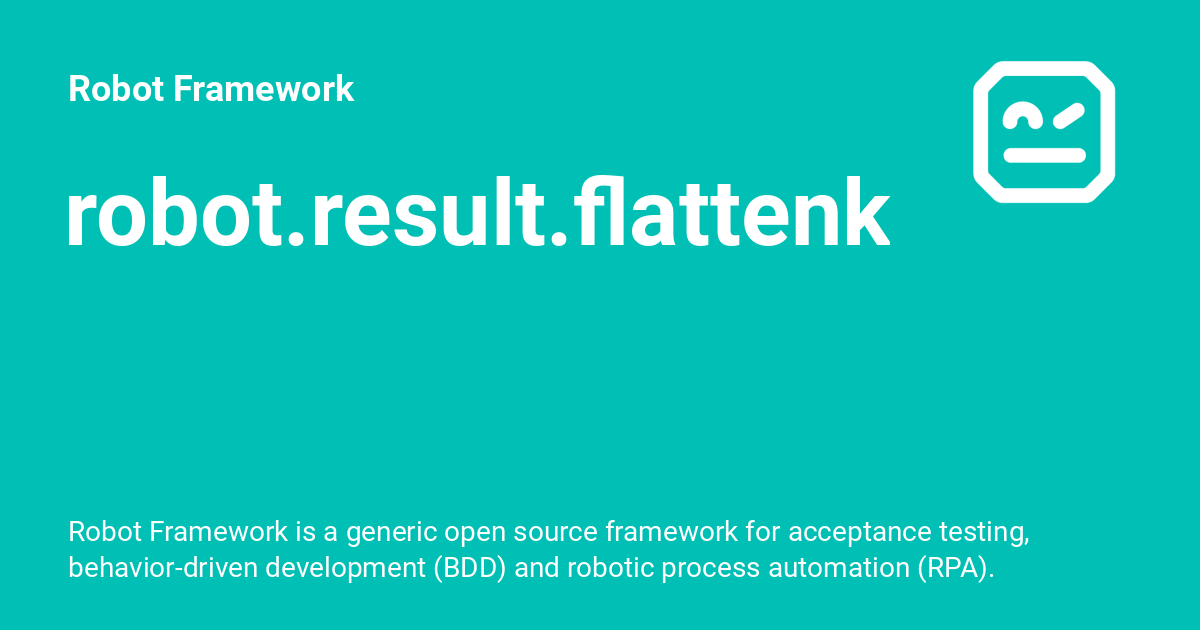 Robot Framework
robot.result.flattenk
Robot Framework is a generic open source framework for acceptance testing,
behavior-driven development (BDD) and robotic process automation (RPA).